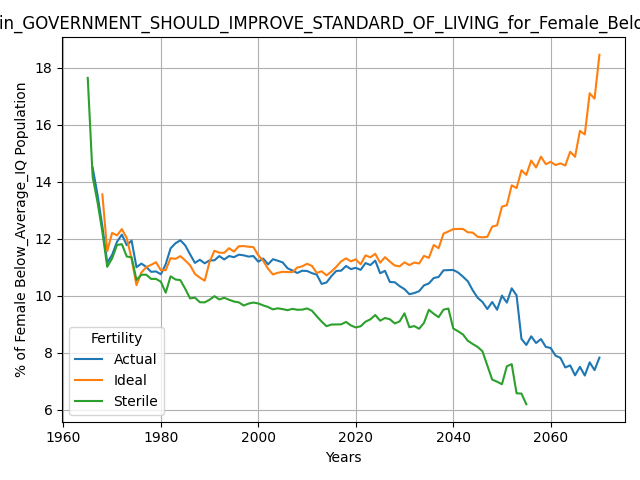 in_GOVERNMENT_SHOULD_IMPROVE_STANDARD_OF_LIVING_for_Female_Belo
% of Female Below_Average_IQ Population
18
16
14
12
10
8
6
Fertility
Actual
Ideal
Sterile
1960
1980
2000
2020
2040
2060
Years